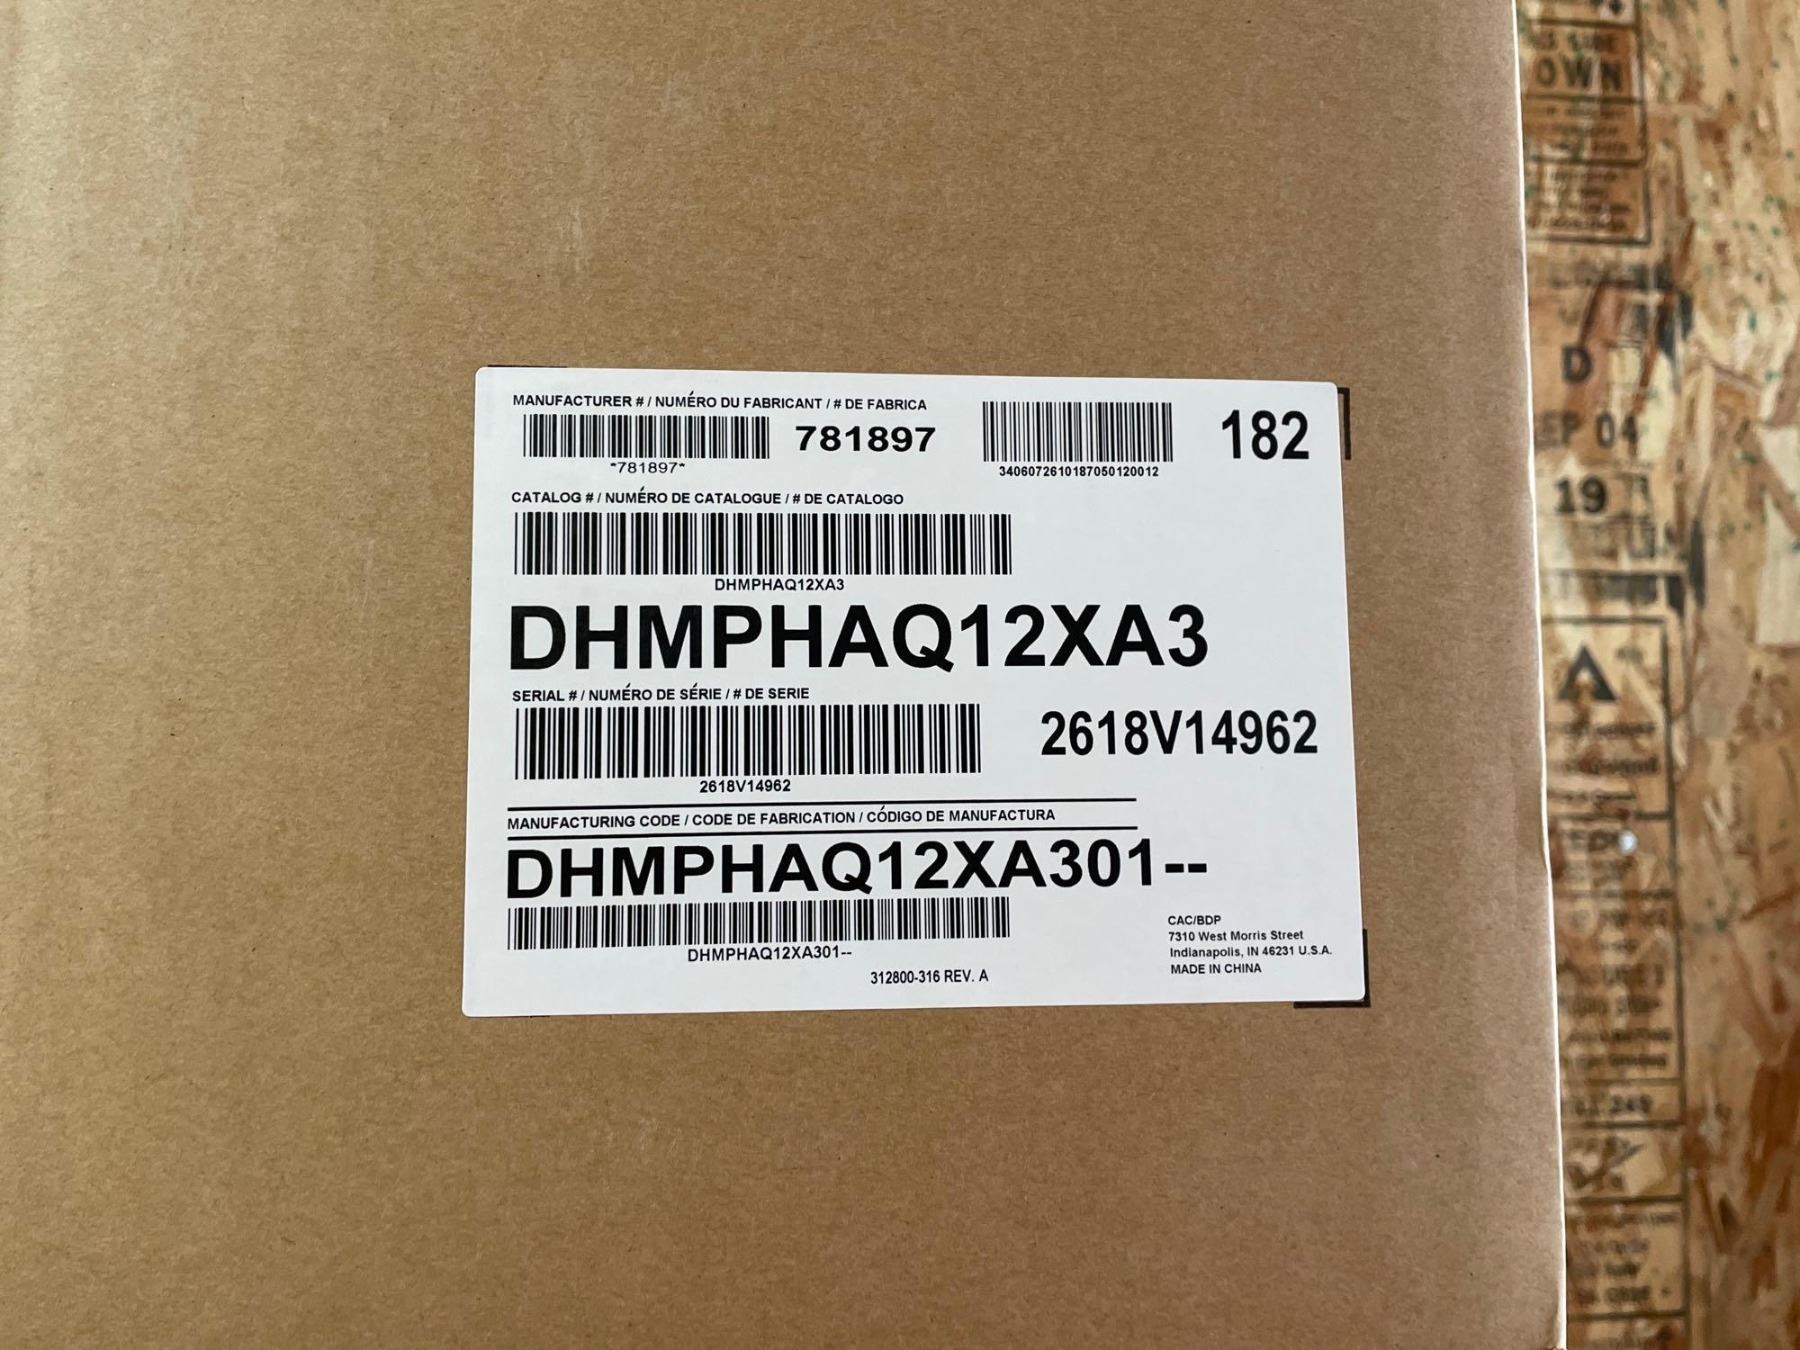 MANUFACTURER # / NUMÉRO DU FABRICANT / # DE FABRICA
781897
*781897*
3406072610187050120012
182
CATALOG # / NUMÉRO DE CATALOGUE / # DE CATALOGO
DHMPHAQ12XA3
DHMPHAQ12XA3
SERIAL # / NUMÉRO DE SÉRIE / # DE SERIE
2618V14962
2618V14962
MANUFACTURING CODE / CODE DE FABRICATION / CÓDIGO DE MANUFACTURA
DHMPHAQ12XA301--
DHMPHAQ12XA301--
312800-316 REV. A
CAC/BDP
7310 West Morris Street
Indianapolis, IN 46231 U.S.A.
MADE IN CHINA
OWN
D
04
19